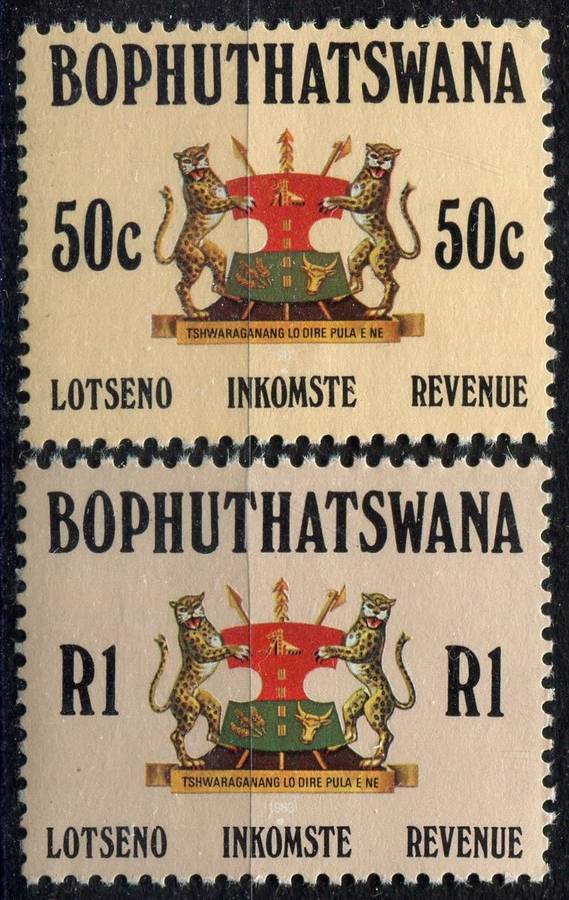 BOPHUTHATSWANA
50c 50c
TSHWARAGANANG LO DIRE PULA E NE
LOTSENO INKOMSTE REVENUE
BOPHUTHATSWANA
R1 R1
TSHWARAGANANG LO DIRE PULA E NE
1983
LOTSENO INKOMSTE REVENUE